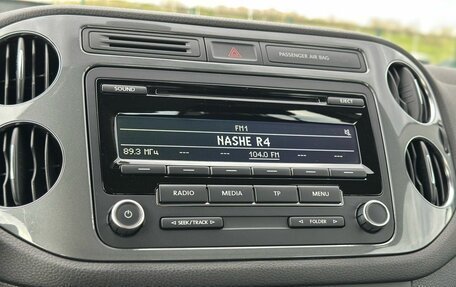 PASSENGER AIR BAG
SOUND
EJECT
FM1
NASHE R4
89.3 МГц --- --- 104.0 FM --- ---
RADIO MEDIA TP MENU
◁ SEEK/TRACK ▷ ◁ FOLDER ▷